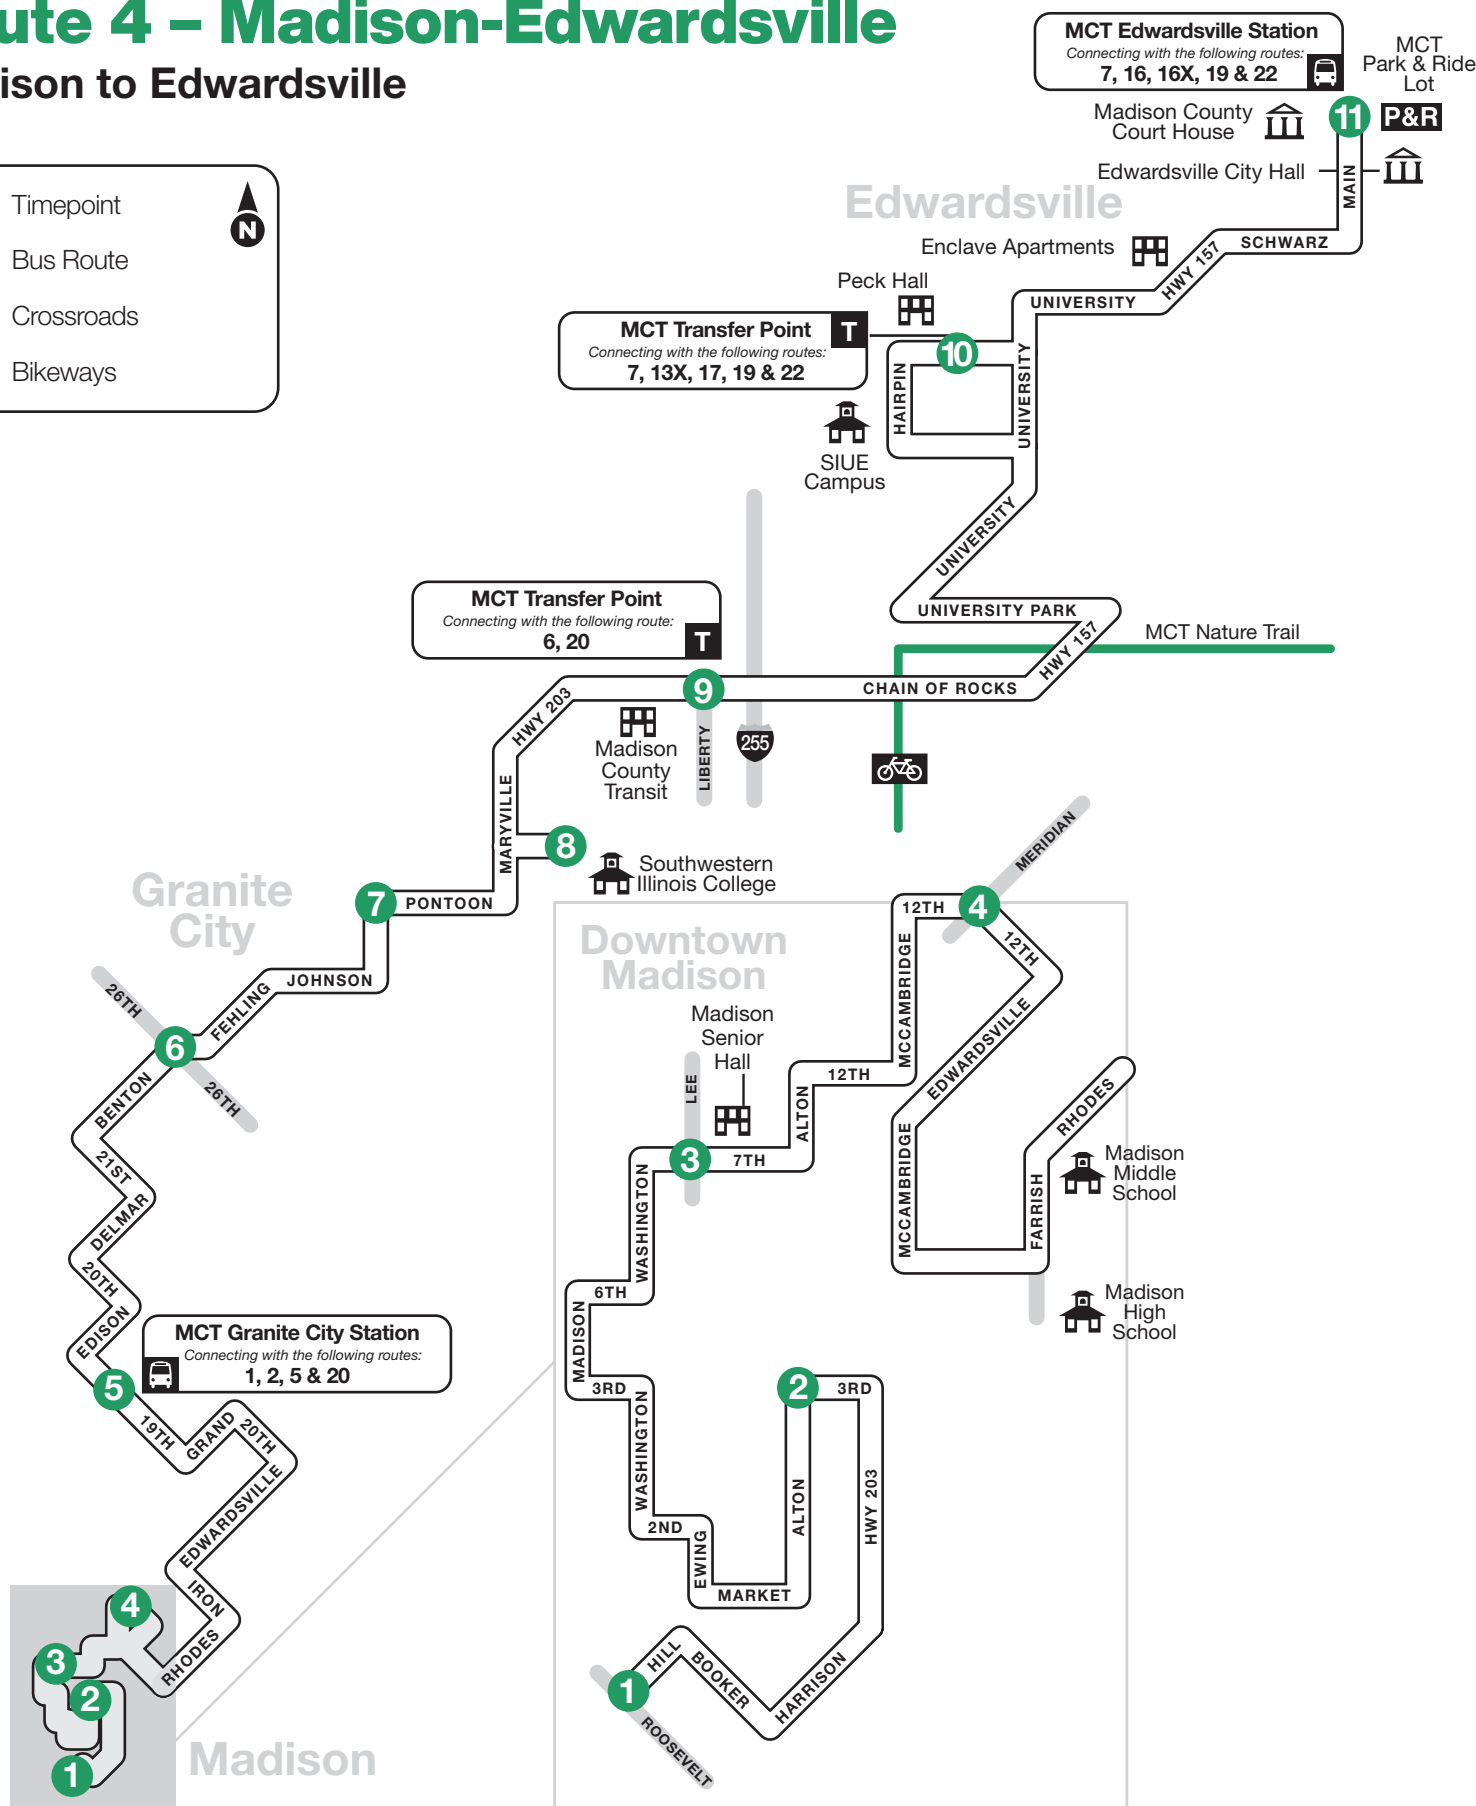 ute 4 – Madison-Edwardsville
ison to Edwardsville
MCT Edwardsville Station
Connecting with the following routes:
7, 16, 16X, 19 & 22
MCT
Park & Ride
Lot
Madison County
Court House
11
P&R
Edwardsville City Hall
MAIN
Timepoint
N
Bus Route
Crossroads
Bikeways
Edwardsville
SCHWARZ
Enclave Apartments
HWY 157
Peck Hall
UNIVERSITY
MCT Transfer Point
T
Connecting with the following routes:
7, 13X, 17, 19 & 22
10
HAIRPIN
UNIVERSITY
SIUE
Campus
UNIVERSITY
MCT Transfer Point
Connecting with the following route:
6, 20
T
UNIVERSITY PARK
HWY 157
MCT Nature Trail
9
CHAIN OF ROCKS
HWY 203
Madison
County
Transit
LIBERTY
255
MARYVILLE
8
Southwestern
Illinois College
MERIDIAN
Granite
City
7
PONTOON
12TH
4
12TH
Downtown
Madison
MCCAMBRIDGE
JOHNSON
26TH
FEHLING
Madison
Senior
Hall
EDWARDSVILLE
6
26TH
LEE
12TH
ALTON
RHODES
BENTON
3
7TH
21ST
MCCAMBRIDGE
FARRISH
Madison
Middle
School
DELMAR
WASHINGTON
20TH
6TH
Madison
High
School
EDISON
MADISON
MCT Granite City Station
Connecting with the following routes:
1, 2, 5 & 20
5
3RD
2
3RD
19TH
GRAND
20TH
WASHINGTON
EDWARDSVILLE
ALTON
HWY 203
2ND
EWING
IRON
MARKET
4
RHODES
3
2
1
HILL
BOOKER
HARRISON
1
ROOSEVELT
Madison